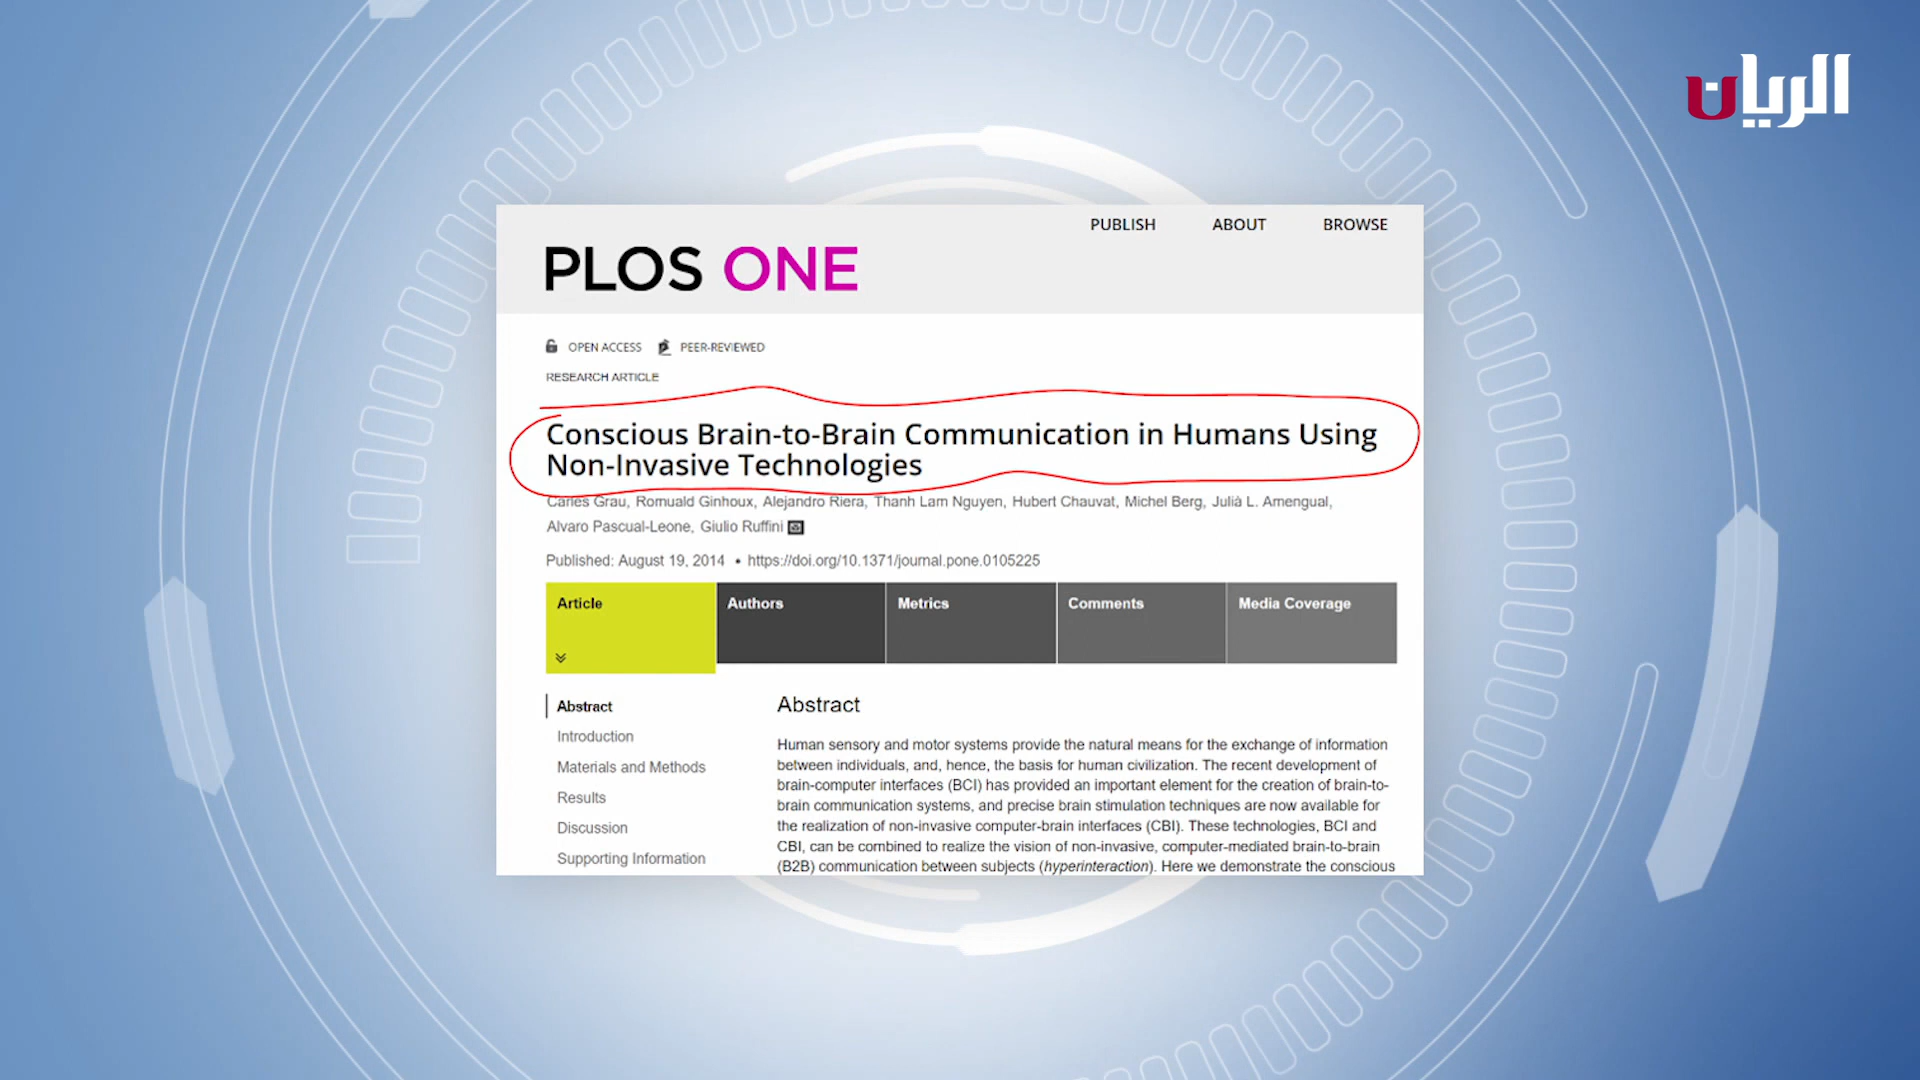 الريان
PUBLISH ABOUT BROWSE
PLOS ONE
OPEN ACCESS PEER-REVIEWED
RESEARCH ARTICLE
Conscious Brain-to-Brain Communication in Humans Using
Non-Invasive Technologies
Carles Grau, Romuald Ginhoux, Alejandro Riera, Thanh Lam Nguyen, Hubert Chauvat, Michel Berg, Julià L. Amengual,
Alvaro Pascual-Leone, Giulio Ruffini
Published: August 19, 2014 • https://doi.org/10.1371/journal.pone.0105225
Article Authors Metrics Comments Media Coverage
Abstract
Introduction
Materials and Methods
Results
Discussion
Supporting Information
Abstract
Human sensory and motor systems provide the natural means for the exchange of information
between individuals, and, hence, the basis for human civilization. The recent development of
brain-computer interfaces (BCI) has provided an important element for the creation of brain-to-
brain communication systems, and precise brain stimulation techniques are now available for
the realization of non-invasive computer-brain interfaces (CBI). These technologies, BCI and
CBI, can be combined to realize the vision of non-invasive, computer-mediated brain-to-brain
(B2B) communication between subjects (hyperinteraction). Here we demonstrate the conscious